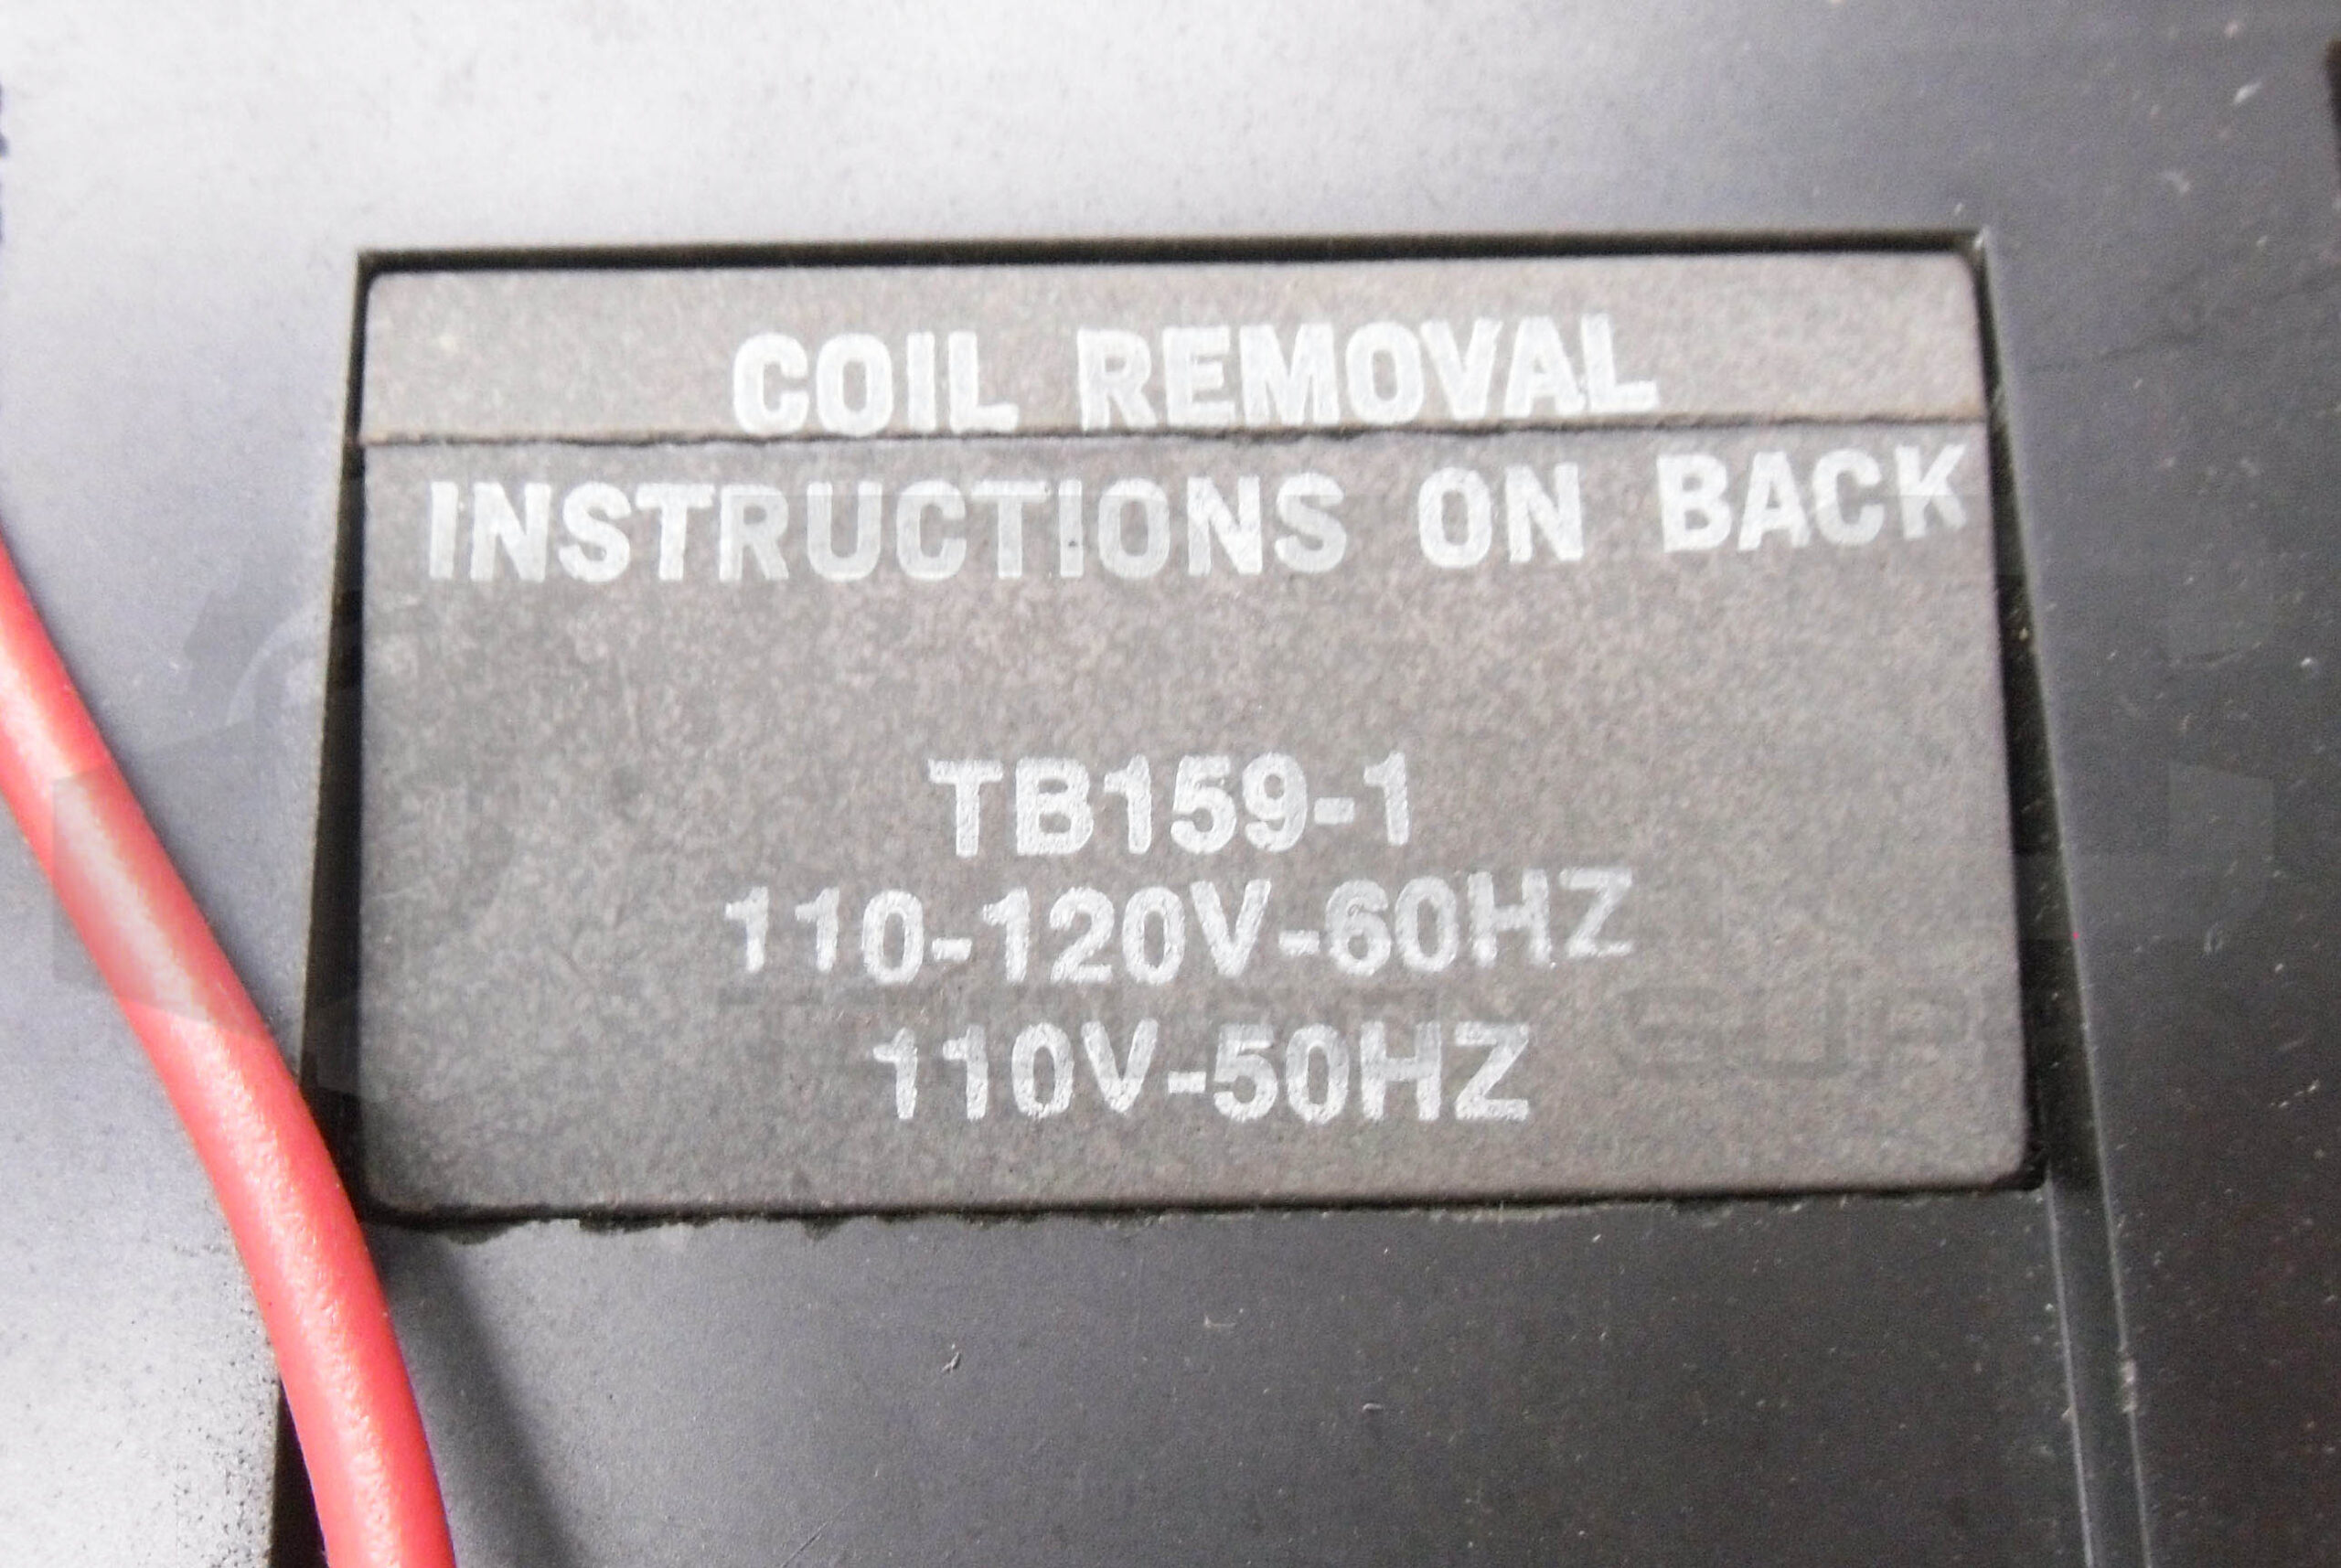 COIL REMOVAL
INSTRUCTIONS ON BACK
TB159-1
110-120V-60HZ
110V-50HZ